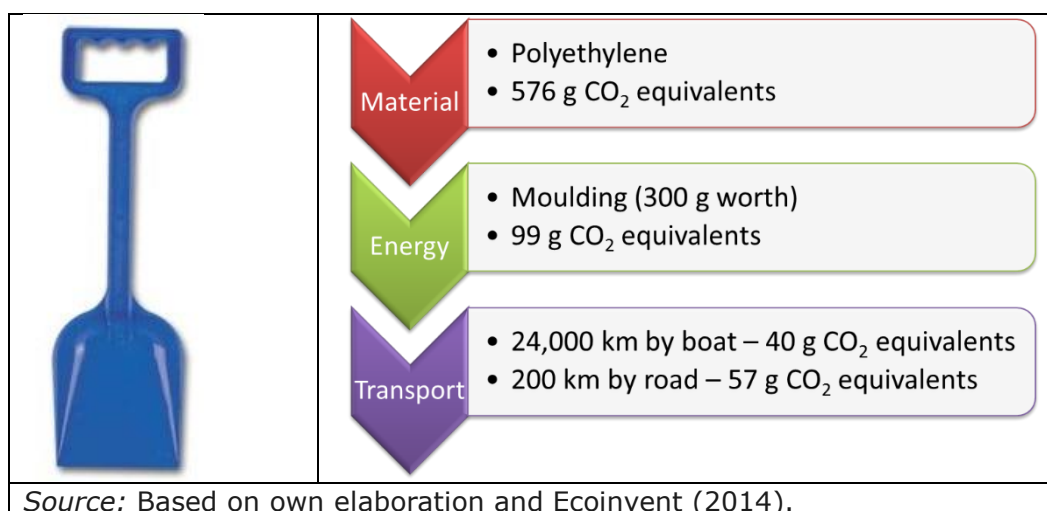 Material
• Polyethylene
• 576 g CO₂ equivalents
Energy
• Moulding (300 g worth)
• 99 g CO₂ equivalents
Transport
• 24,000 km by boat – 40 g CO₂ equivalents
• 200 km by road – 57 g CO₂ equivalents
Source: Based on own elaboration and Ecoinvent (2014).